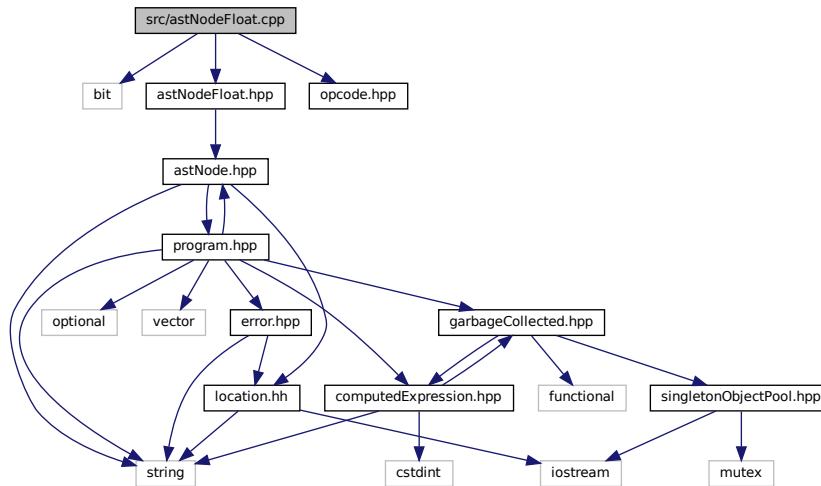 src/astNodeFloat.cpp
bit
astNodeFloat.hpp
opcode.hpp
astNode.hpp
program.hpp
optional
vector
error.hpp
garbageCollected.hpp
location.hh
computedExpression.hpp
functional
singletonObjectPool.hpp
string
cstdint
iostream
mutex